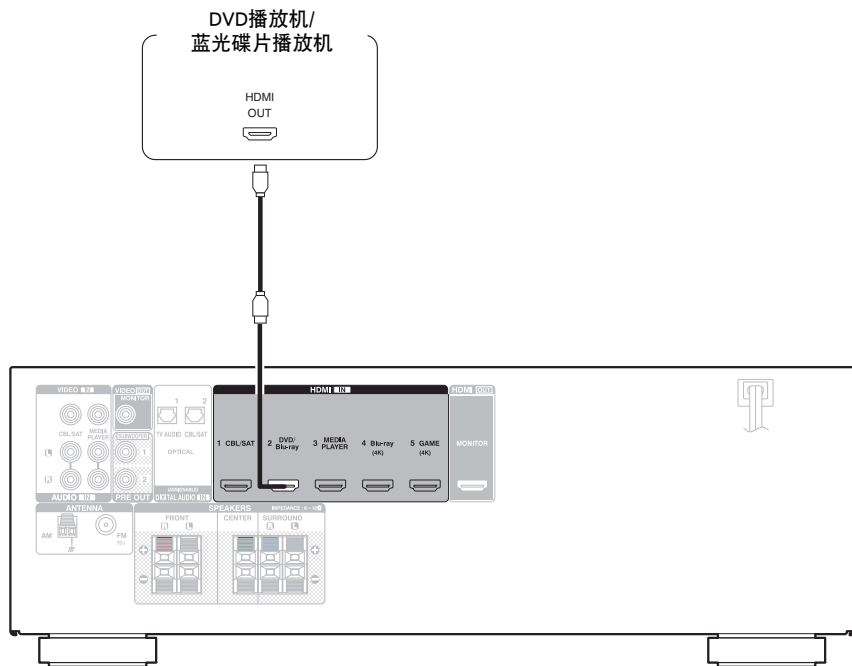 DVD播放机/
蓝光碟片播放机
HDMI
OUT
VIDEO IN
VIDEO OUT
MONITOR
CBL/SAT
MEDIA
PLAYER
L
R
AUDIO IN
SUBWOOFER
1
2
PRE OUT
1 2
TV AUDIO CBL/SAT
OPTICAL
DIGITAL AUDIO IN
HDMI IN
1 CBL/SAT
2 DVD/
Blu-ray
3 MEDIA
PLAYER
4 Blu-ray
(4K)
5 GAME
(4K)
HDMI OUT
MONITOR
ANTENNA
AM
FM
SPEAKERS
FRONT
R L
CENTER
SURROUND
R L